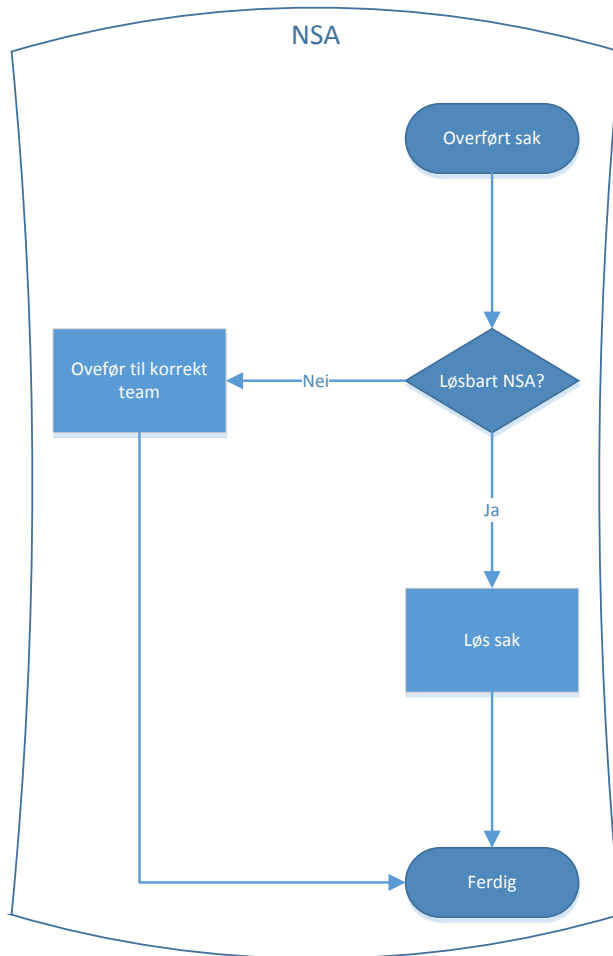 NSA
Overført sak
Løsbart NSA?
Nei
Ovefør til korrekt
team
Ja
Løs sak
Ferdig